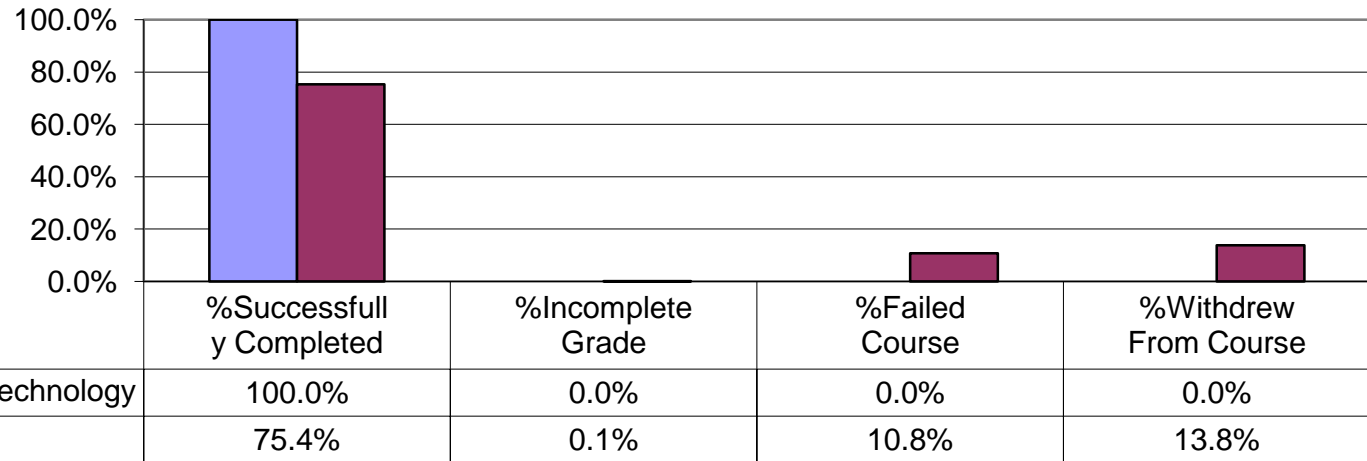 100.0%
80.0%
60.0%
40.0%
20.0%
0.0%
%Successfull %Incomplete %Failed %Withdrew
y Completed Grade Course From Course
echnology 100.0% 0.0% 0.0% 0.0%
75.4% 0.1% 10.8% 13.8%